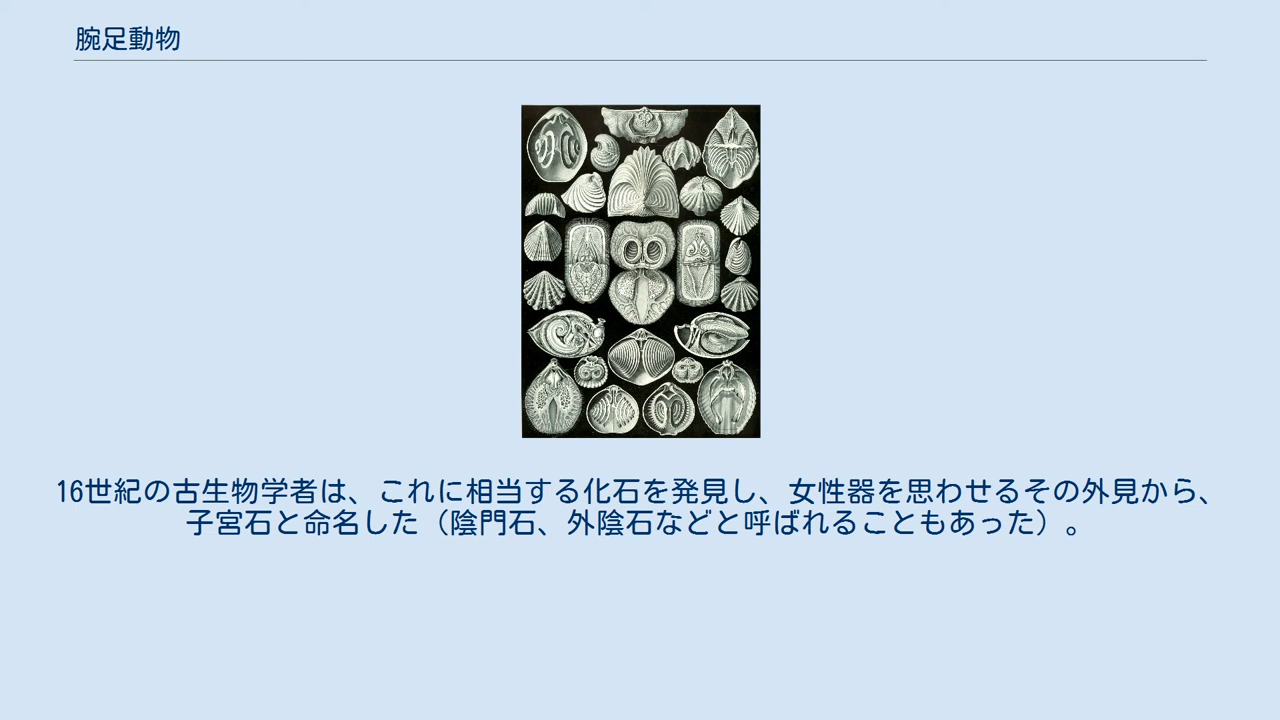 腕足動物
16世紀の古生物学者は、これに相当する化石を発見し、女性器を思わせるその外見から、
子宮石と命名した（陰門石、外陰石などと呼ばれることもあった）。